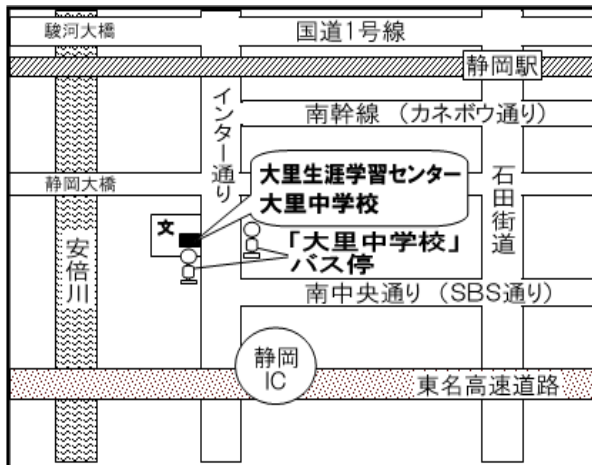 駿河大橋
国道1号線
静岡駅
インター通り
南幹線 (カネボウ通り)
静岡大橋
大里生涯学習センター
大里中学校
石田街道
文
安倍川
「大里中学校」
バス停
南中央通り (SBS通り)
静岡
IC
東名高速道路